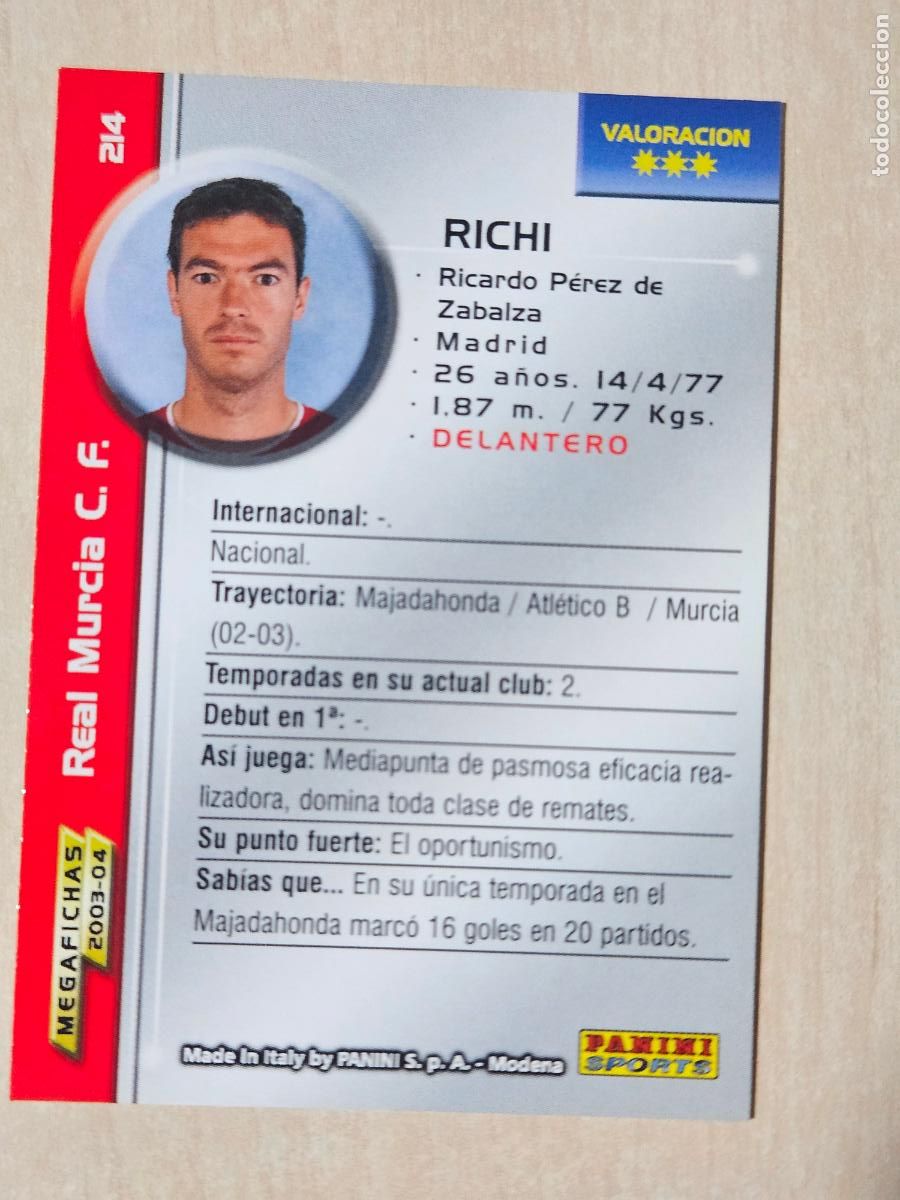 todocoleccion
214
Real Murcia C. F.
MEGAFICHAS
2003-04
VALORACION
RICHI
· Ricardo Pérez de
Zabalza
· Madrid
· 26 años. 14/4/77
· 1.87 m. / 77 Kgs.
· DELANTERO
Internacional: -.
Nacional.
Trayectoria: Majadahonda / Atlético B / Murcia
(02-03).
Temporadas en su actual club: 2.
Debut en 1ª: -.
Así juega: Mediapunta de pasmosa eficacia rea-
lizadora, domina toda clase de remates.
Su punto fuerte: El oportunismo.
Sabías que... En su única temporada en el
Majadahonda marcó 16 goles en 20 partidos.
Made in Italy by PANINI S. p. A. - Modena
PANINI
SPORTS